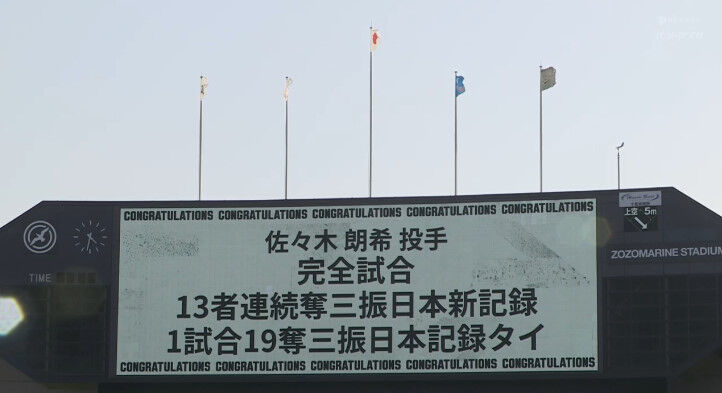 CONGRATULATIONS CONGRATULATIONS CONGRATULATIONS CONGRATULATIONS CONGRATULATIONS
佐々木 朗希 投手
完全試合
13者連続奪三振日本新記録
1試合19奪三振日本記録タイ
CONGRATULATIONS CONGRATULATIONS CONGRATULATIONS CONGRATULATIONS CONGRATULATIONS
TIME
上空 5m
ZOZOMARINE STADIUM